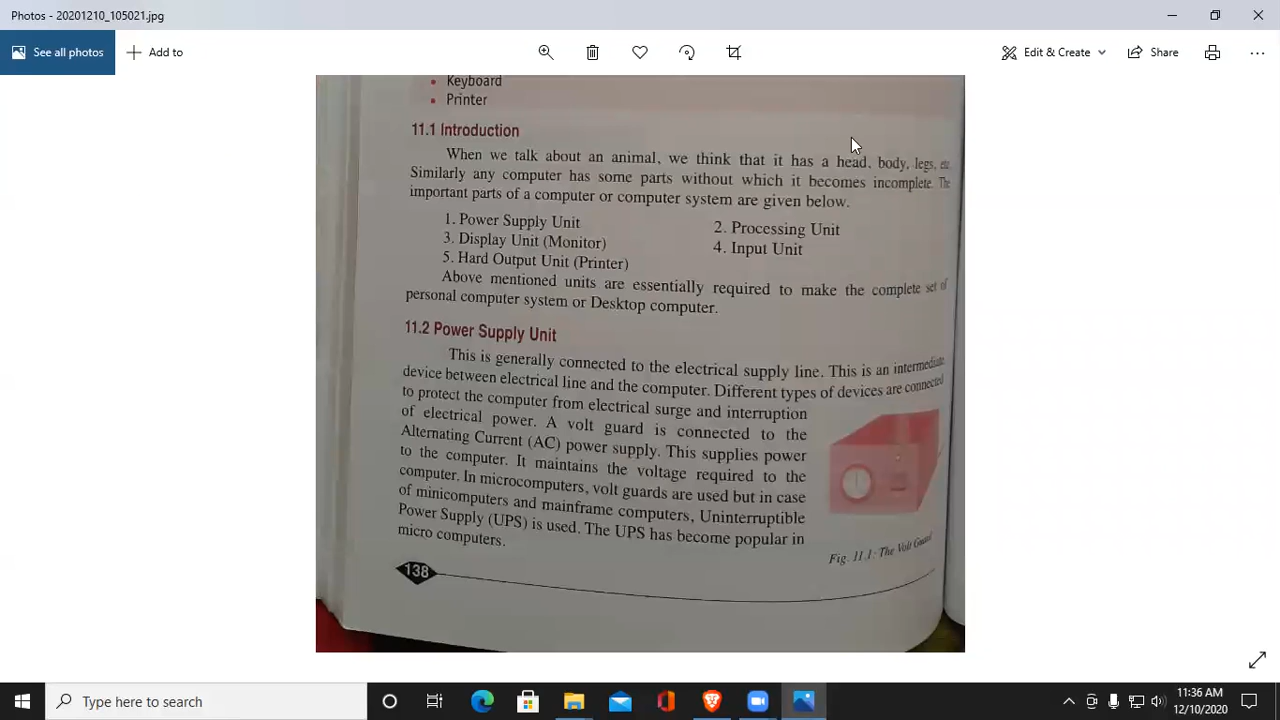 Photos - 20201210_105021.jpg
See all photos
Add to
Edit & Create
Share
• Keyboard
• Printer
11.1 Introduction
When we talk about an animal, we think that it has a head, body, legs, etc.
Similarly any computer has some parts without which it becomes incomplete. The
important parts of a computer or computer system are given below.
1. Power Supply Unit 2. Processing Unit
3. Display Unit (Monitor) 4. Input Unit
5. Hard Output Unit (Printer)
Above mentioned units are essentially required to make the complete set of
personal computer system or Desktop computer.
11.2 Power Supply Unit
This is generally connected to the electrical supply line. This is an intermediate
device between electrical line and the computer. Different types of devices are connected
to protect the computer from electrical surge and interruption
of electrical power. A volt guard is connected to the
Alternating Current (AC) power supply. This supplies power
to the computer. It maintains the voltage required to the
computer. In microcomputers, volt guards are used but in case
of minicomputers and mainframe computers, Uninterruptible
Power Supply (UPS) is used. The UPS has become popular in
micro computers.
Fig. 11.1: The Volt Guard
138
Type here to search
11:36 AM
12/10/2020